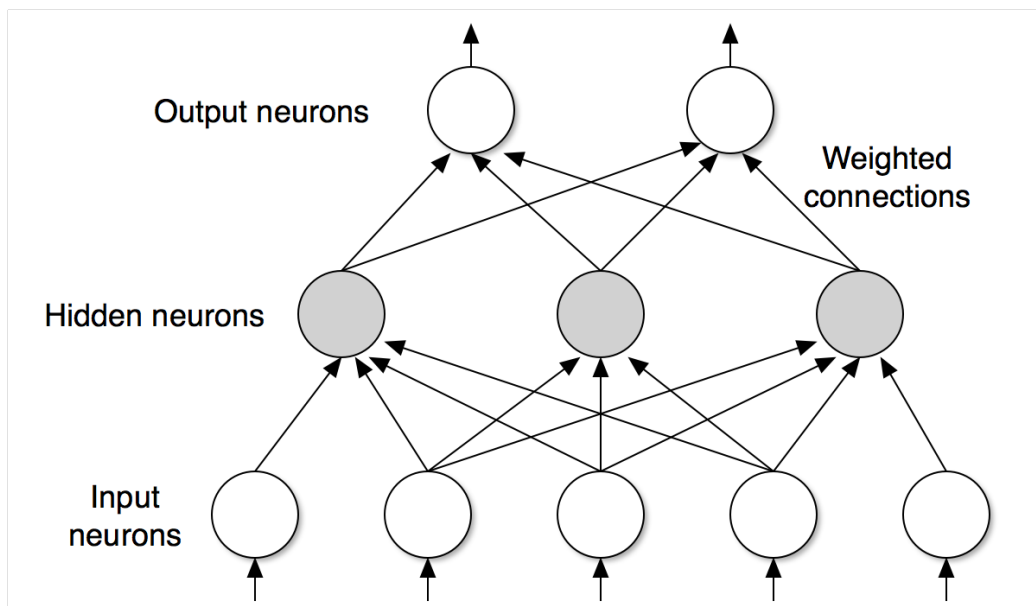 Output neurons
Weighted
connections
Hidden neurons
Input
neurons